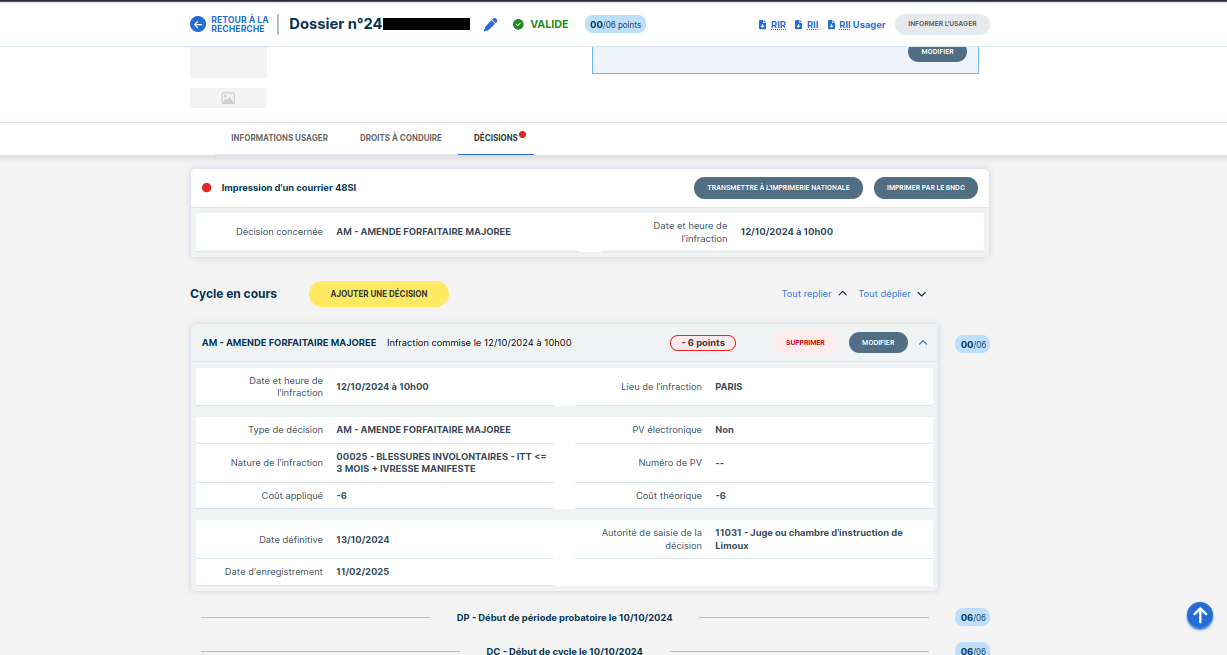 RETOUR À LA
RECHERCHE
Dossier n°24
VALIDE
00/06 points
RIR
RII
RII Usager
INFORMER L'USAGER
MODIFIER
INFORMATIONS USAGER
DROITS À CONDUIRE
DÉCISIONS
Impression d'un courrier 48SI
TRANSMETTRE À L'IMPRIMERIE NATIONALE
IMPRIMER PAR LE BNDC
Décision concernée
AM - AMENDE FORFAITAIRE MAJOREE
Date et heure de
l'infraction
12/10/2024 à 10h00
Cycle en cours
AJOUTER UNE DÉCISION
Tout replier
Tout déplier
AM - AMENDE FORFAITAIRE MAJOREE
Infraction commise le 12/10/2024 à 10h00
- 6 points
SUPPRIMER
MODIFIER
00/06
Date et heure de
l'infraction
12/10/2024 à 10h00
Lieu de l'infraction
PARIS
Type de décision
AM - AMENDE FORFAITAIRE MAJOREE
PV électronique
Non
Nature de l'infraction
00025 - BLESSURES INVOLONTAIRES - ITT <=
3 MOIS + IVRESSE MANIFESTE
Numéro de PV
--
Coût appliqué
-6
Coût théorique
-6
Date définitive
13/10/2024
Autorité de saisie de la
décision
11031 - Juge ou chambre d'instruction de
Limoux
Date d'enregistrement
11/02/2025
DP - Début de période probatoire le 10/10/2024
06/06
DC - Début de cycle le 10/10/2024
06/06